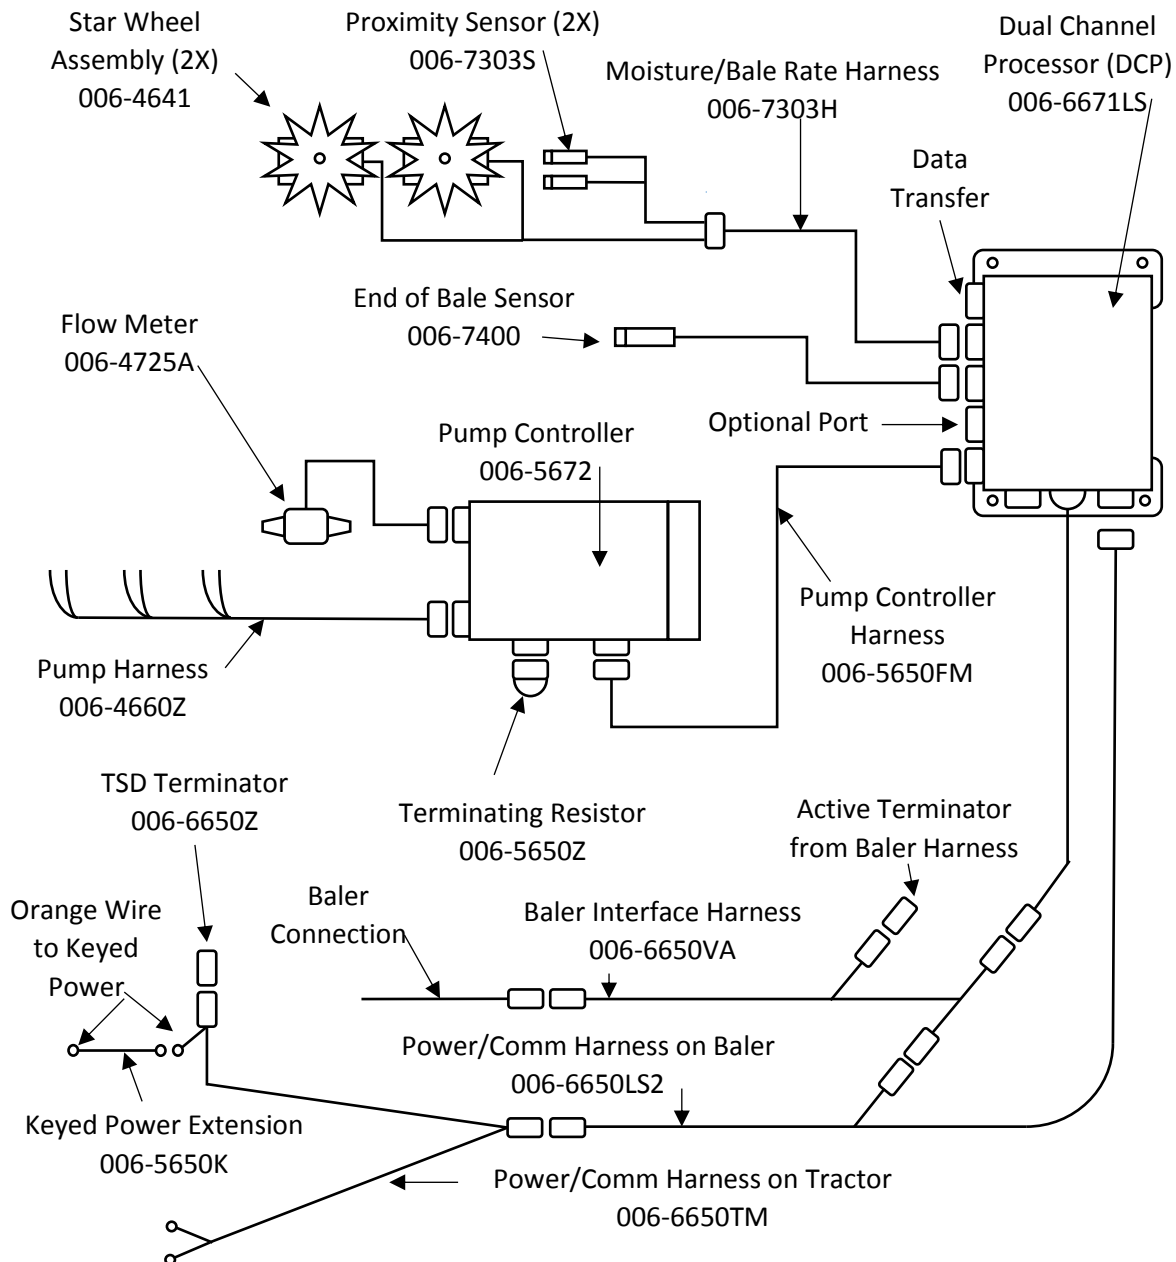 Star Wheel
Assembly (2X)
006-4641
Proximity Sensor (2X)
006-7303S
Moisture/Bale Rate Harness
006-7303H
Dual Channel
Processor (DCP)
006-6671LS
Data
Transfer
End of Bale Sensor
006-7400
Flow Meter
006-4725A
Optional Port
Pump Controller
006-5672
Pump Controller
Harness
006-5650FM
Pump Harness
006-4660Z
TSD Terminator
006-6650Z
Terminating Resistor
006-5650Z
Active Terminator
from Baler Harness
Orange Wire
to Keyed
Power
Baler
Connection
Baler Interface Harness
006-6650VA
Power/Comm Harness on Baler
006-6650LS2
Keyed Power Extension
006-5650K
Power/Comm Harness on Tractor
006-6650TM